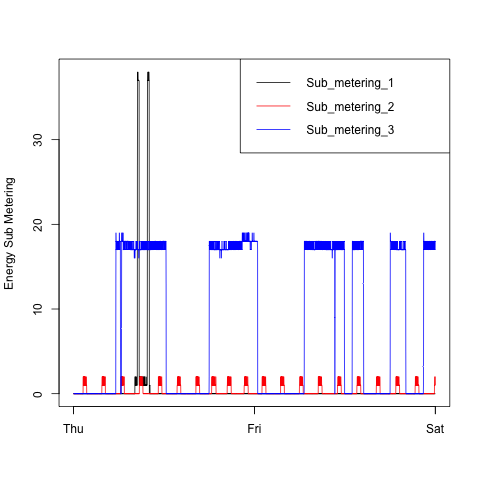 Sub_metering_1
Sub_metering_2
Sub_metering_3
Energy Sub Metering
30
20
10
0
Thu
Fri
Sat